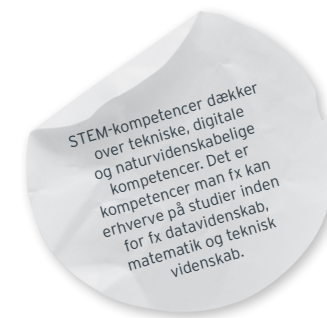 STEM-kompetencer dækker
over tekniske, digitale
og naturvidenskabelige
kompetencer. Det er
kompetencer man fx kan
erhverve på studier inden
for fx datavidenskab,
matematik og teknisk
videnskab.